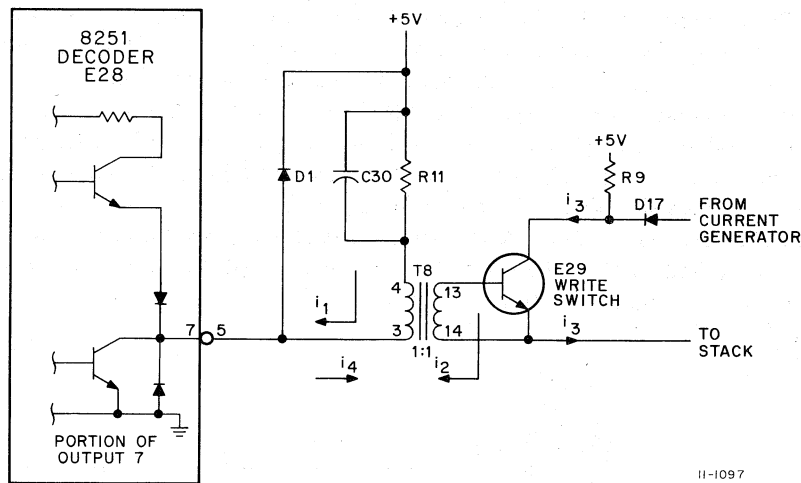 8251
DECODER
E28
+5V
D1
C30
R11
+5V
R9
i3
D17
FROM
CURRENT
GENERATOR
T8
4
13
E29
WRITE
SWITCH
i1
7
5
3
14
i3
TO
STACK
1:1
i4
i2
PORTION OF
OUTPUT 7
11-1097